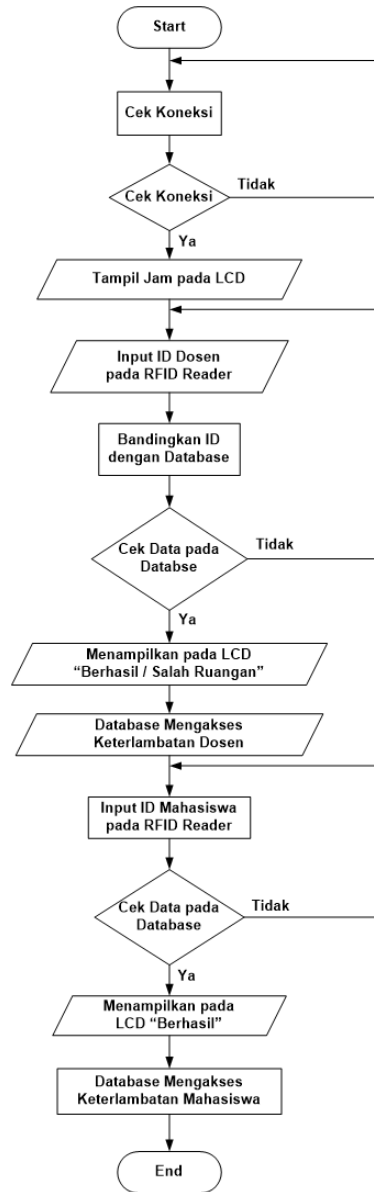 Start
Cek Koneksi
Cek Koneksi
Tidak
Ya
Tampil Jam pada LCD
Input ID Dosen
pada RFID Reader
Bandingkan ID
dengan Database
Cek Data pada
Databse
Tidak
Ya
Menampilkan pada LCD
“Berhasil / Salah Ruangan”
Database Mengakses
Keterlambatan Dosen
Input ID Mahasiswa
pada RFID Reader
Cek Data pada
Database
Tidak
Ya
Menampilkan pada
LCD “Berhasil”
Database Mengakses
Keterlambatan Mahasiswa
End